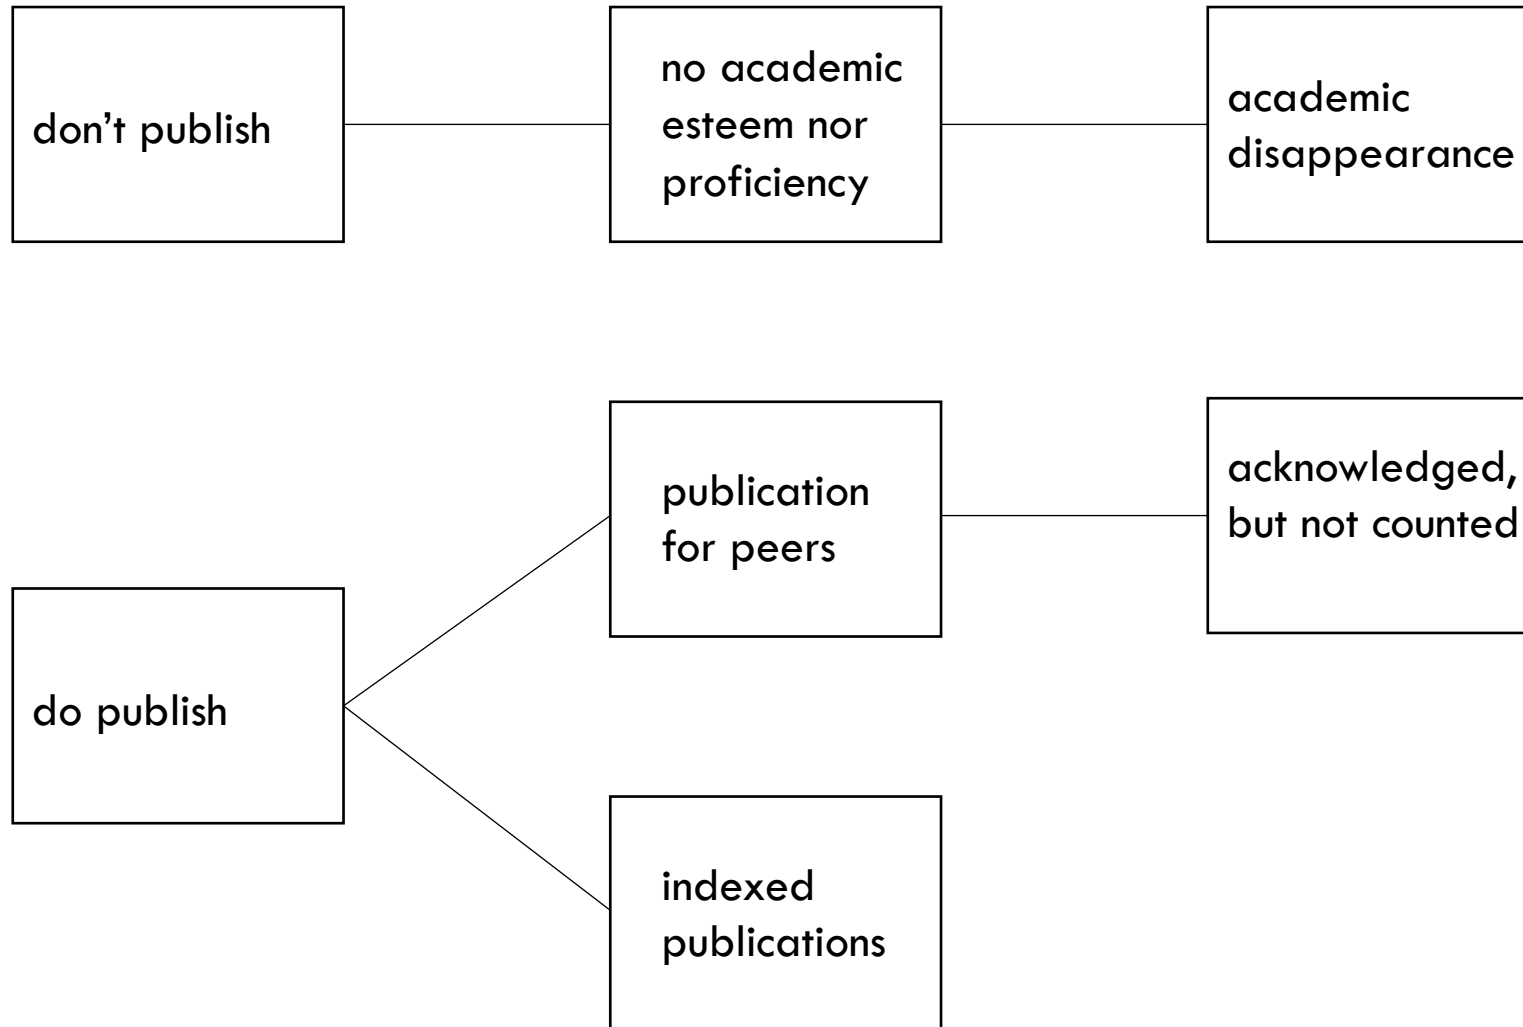 don’t publish
no academic
esteem nor
proficiency
academic
disappearance
do publish
publication
for peers
acknowledged,
but not counted
indexed
publications